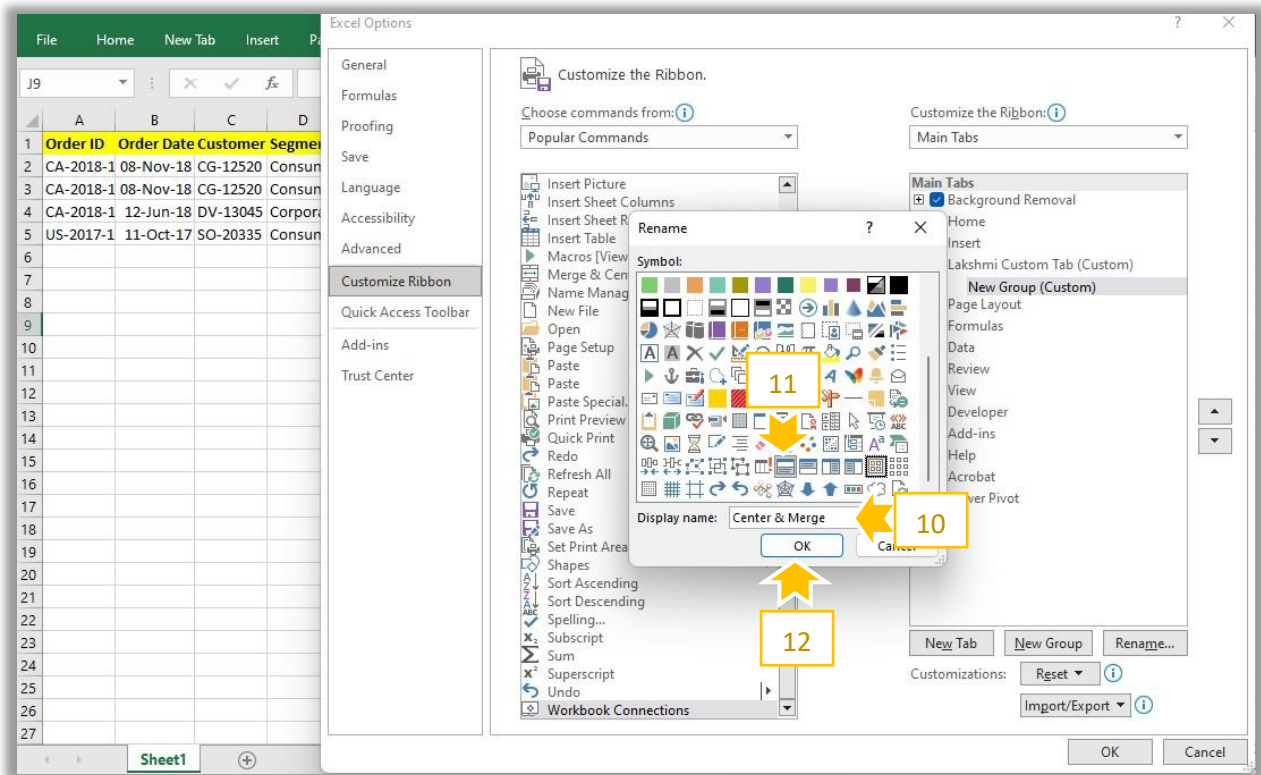 Excel Options
?
File Home New Tab Insert
J9
fx
A B C D
1 Order ID Order Date Customer
2 CA-2018-1 08-Nov-18 CG-12520
3 CA-2018-1 08-Nov-18 CG-12520
4 CA-2018-1 12-Jun-18 DV-13045
5 US-2017-1 11-Oct-17 SO-20335
6
7
8
9
10
11
12
13
14
15
16
17
18
19
20
21
22
23
24
25
26
27
Sheet1
General
Formulas
Proofing
Save
Language
Accessibility
Advanced
Customize Ribbon
Quick Access Toolbar
Add-ins
Trust Center
Customize the Ribbon.
Choose commands from:
Popular Commands
Insert Picture
Insert Sheet Columns
Insert Sheet
Insert Table
Macros [View
Merge &
Name
New File
Open
Page Setup
Paste
Paste
Paste Special.
Print Preview
Quick Print
Redo
Refresh All
Repeat
Save
Save As
Set Print Area
Shapes
Sort Ascending
Sort Descending
Spelling...
Subscript
Sum
Superscript
Undo
Workbook Connections
Rename
?
Symbol:
11
Display name: Center & Merge
10
OK
12
Customize the Ribbon:
Main Tabs
Main Tabs
Background Removal
Home
Insert
Lakshmi Custom Tab (Custom)
New Group (Custom)
Page Layout
Formulas
Data
Review
View
Developer
Add-ins
Help
Acrobat
Pivot
New Tab New Group Rename...
Customizations: Reset
Import/Export
OK Cancel